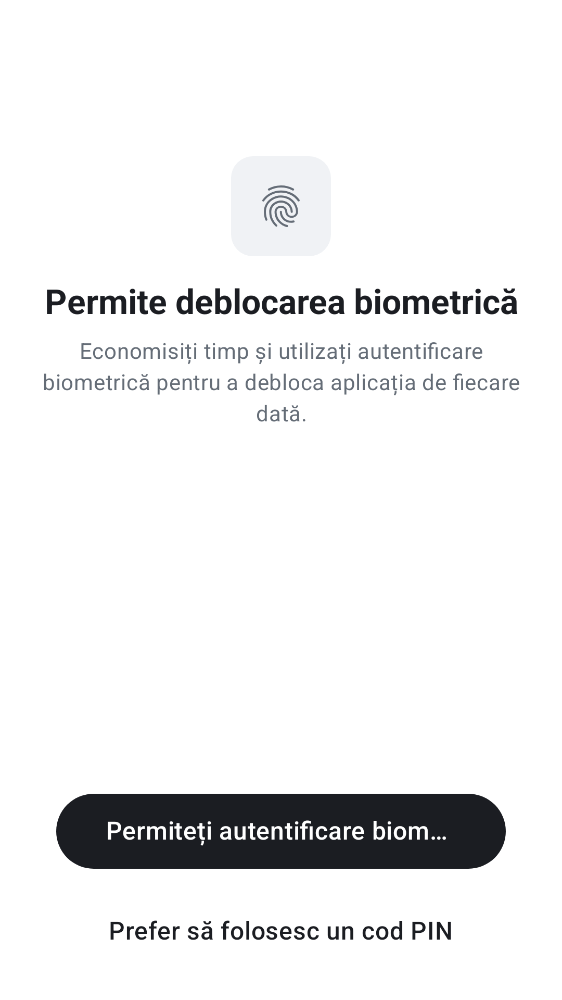 Permite deblocarea biometrică
Economisiți timp și utilizați autentificare
biometrică pentru a debloca aplicația de fiecare
dată.
Permiteți autentificare biom…
Prefer să folosesc un cod PIN